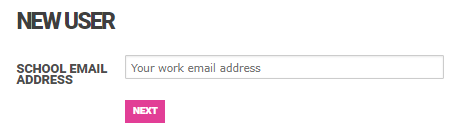 NEW USER
SCHOOL EMAIL
ADDRESS
Your work email address
NEXT